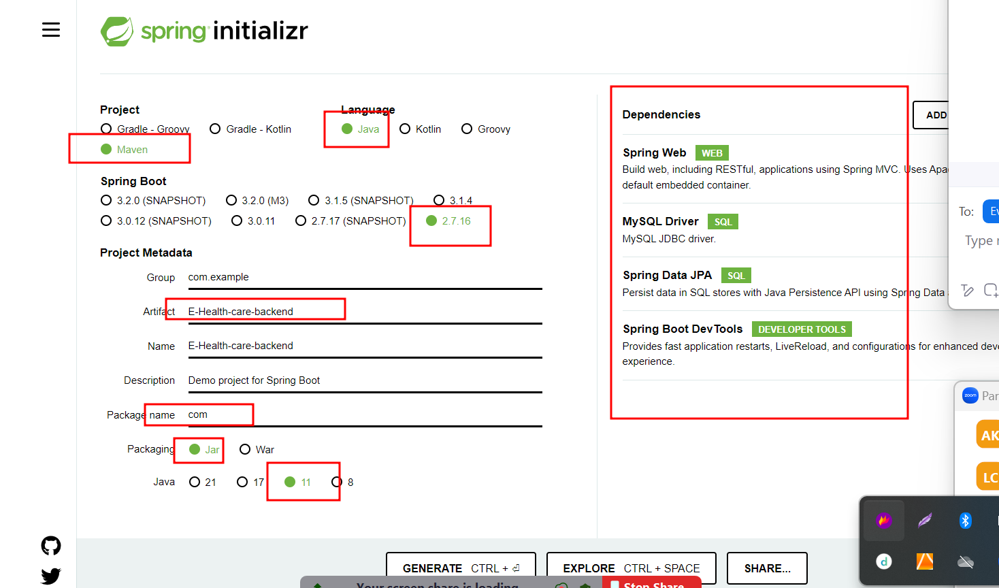 spring initializr
Project
Gradle - Groovy Gradle - Kotlin
Maven
Language
Java Kotlin Groovy
Spring Boot
3.2.0 (SNAPSHOT) 3.2.0 (M3) 3.1.5 (SNAPSHOT) 3.1.4
3.0.12 (SNAPSHOT) 3.0.11 2.7.17 (SNAPSHOT) 2.7.16
Project Metadata
Group com.example
Artifact E-Health-care-backend
Name E-Health-care-backend
Description Demo project for Spring Boot
Package name com
Packaging Jar War
Java 21 17 11 8
Dependencies
ADD
Spring Web WEB
Build web, including RESTful, applications using Spring MVC. Uses Apa
default embedded container.
MySQL Driver SQL
MySQL JDBC driver.
Spring Data JPA SQL
Persist data in SQL stores with Java Persistence API using Spring Data
Spring Boot DevTools DEVELOPER TOOLS
Provides fast application restarts, LiveReload, and configurations for enhanced deve
experience.
GENERATE CTRL + ⏎
EXPLORE CTRL + SPACE
SHARE...
Your screen share is loading
Stop Share
To: Ev
Type
zoom Par
AK
LC
d